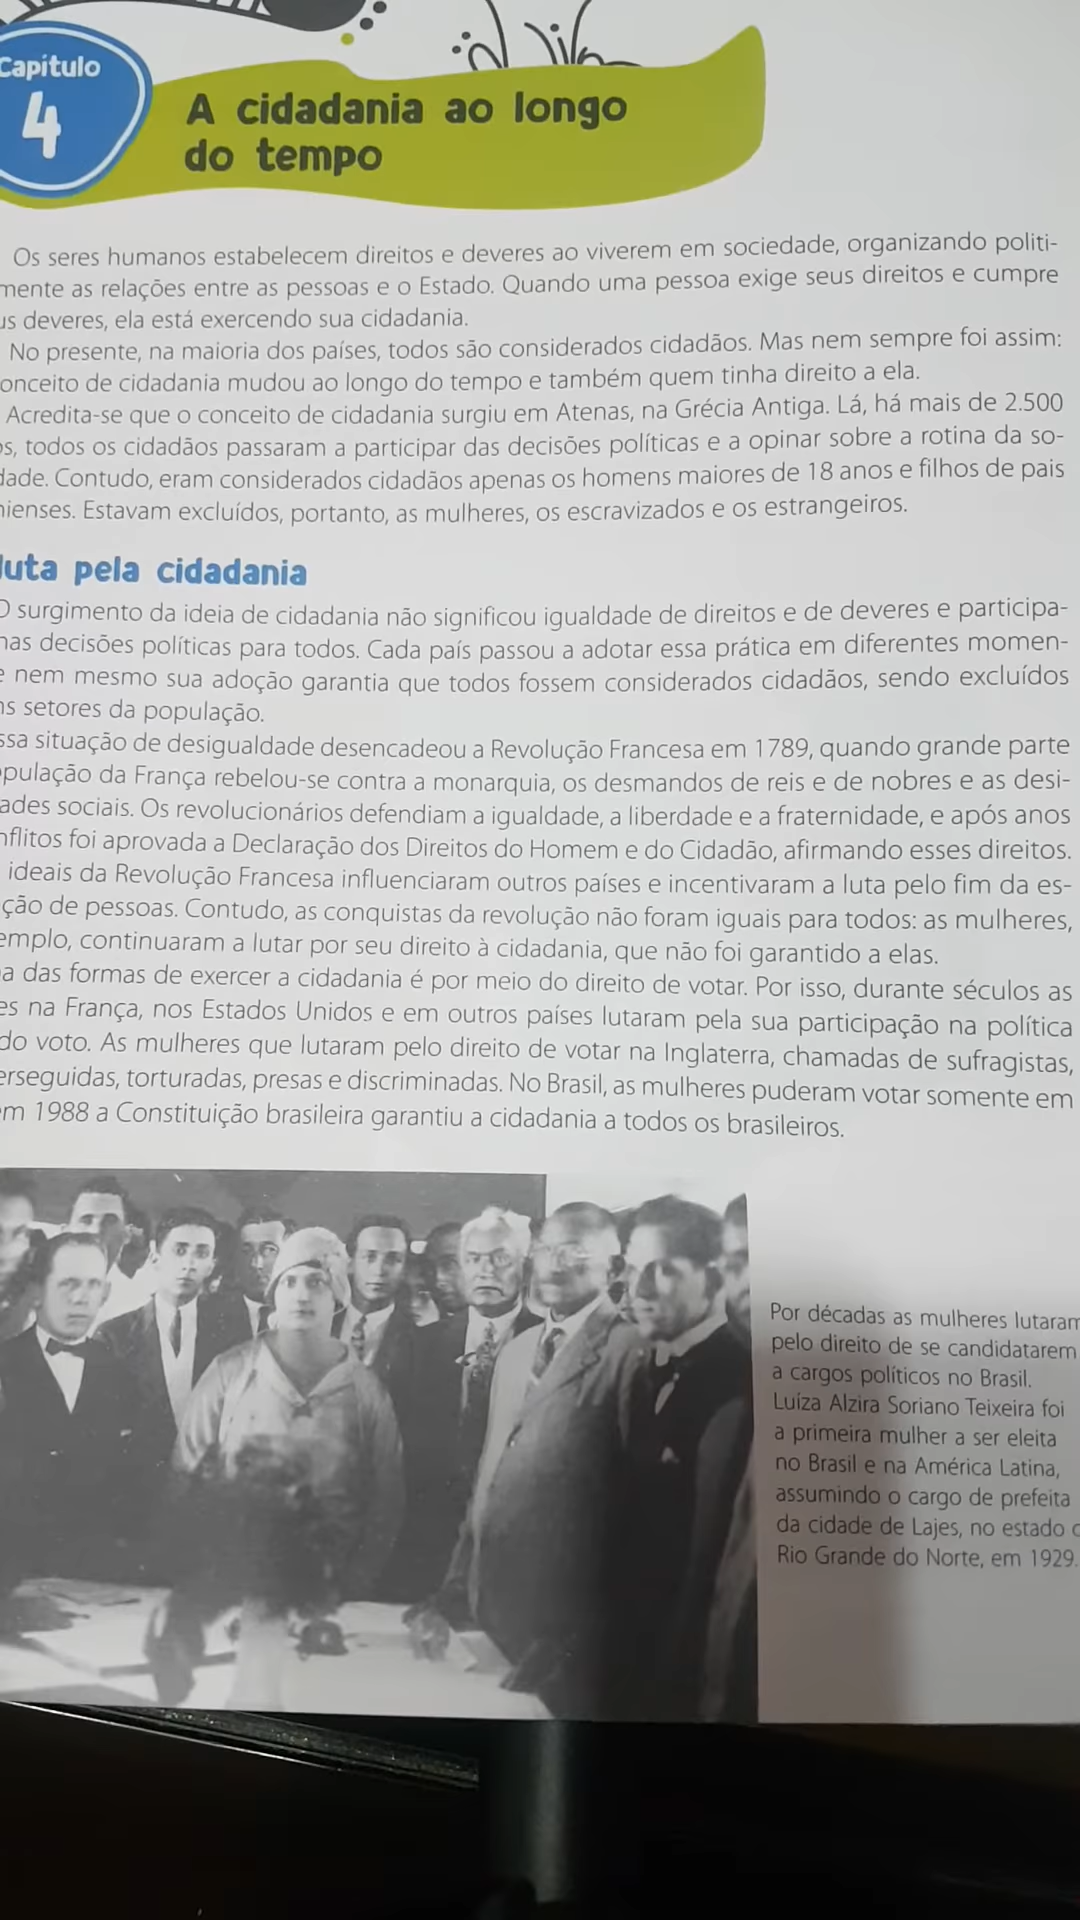 Capítulo
4
A cidadania ao longo
do tempo
Os seres humanos estabelecem direitos e deveres ao viverem em sociedade, organizando politi-
mente as relações entre as pessoas e o Estado. Quando uma pessoa exige seus direitos e cumpre
us deveres, ela está exercendo sua cidadania.
No presente, na maioria dos países, todos são considerados cidadãos. Mas nem sempre foi assim:
onceito de cidadania mudou ao longo do tempo e também quem tinha direito a ela.
Acredita-se que o conceito de cidadania surgiu em Atenas, na Grécia Antiga. Lá, há mais de 2.500
os, todos os cidadãos passaram a participar das decisões políticas e a opinar sobre a rotina da so-
dade. Contudo, eram considerados cidadãos apenas os homens maiores de 18 anos e filhos de pais
nienses. Estavam excluídos, portanto, as mulheres, os escravizados e os estrangeiros.
luta pela cidadania
O surgimento da ideia de cidadania não significou igualdade de direitos e de deveres e participa-
nas decisões políticas para todos. Cada país passou a adotar essa prática em diferentes momen-
e nem mesmo sua adoção garantia que todos fossem considerados cidadãos, sendo excluídos
ns setores da população.
ssa situação de desigualdade desencadeou a Revolução Francesa em 1789, quando grande parte
opulação da França rebelou-se contra a monarquia, os desmandos de reis e de nobres e as desi-
ades sociais. Os revolucionários defendiam a igualdade, a liberdade e a fraternidade, e após anos
nflitos foi aprovada a Declaração dos Direitos do Homem e do Cidadão, afirmando esses direitos.
ideais da Revolução Francesa influenciaram outros países e incentivaram a luta pelo fim da es-
ção de pessoas. Contudo, as conquistas da revolução não foram iguais para todos: as mulheres,
emplo, continuaram a lutar por seu direito à cidadania, que não foi garantido a elas.
a das formas de exercer a cidadania é por meio do direito de votar. Por isso, durante séculos as
es na França, nos Estados Unidos e em outros países lutaram pela sua participação na política
do voto. As mulheres que lutaram pelo direito de votar na Inglaterra, chamadas de sufragistas,
erseguidas, torturadas, presas e discriminadas. No Brasil, as mulheres puderam votar somente em
em 1988 a Constituição brasileira garantiu a cidadania a todos os brasileiros.
Por décadas as mulheres lutaram
pelo direito de se candidatarem
a cargos políticos no Brasil.
Luíza Alzira Soriano Teixeira foi
a primeira mulher a ser eleita
no Brasil e na América Latina,
assumindo o cargo de prefeita
da cidade de Lajes, no estado
Rio Grande do Norte, em 1929.